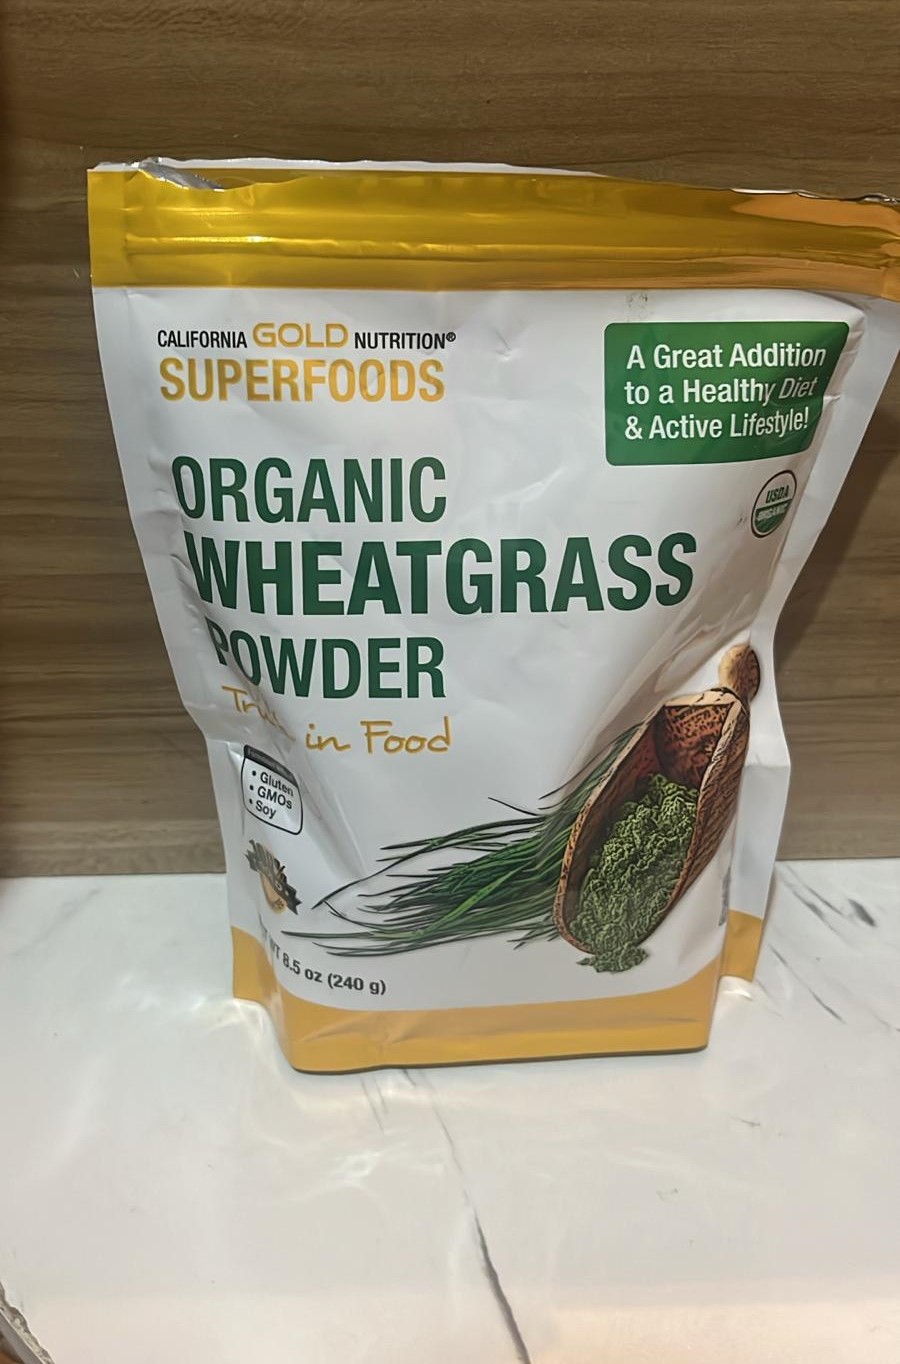 CALIFORNIA GOLD NUTRITION®
SUPERFOODS
A Great Addition
to a Healthy Diet
& Active Lifestyle!
USDA
ORGANIC
ORGANIC
WHEATGRASS
POWDER
in Food
• Gluten
• GMOs
• Soy
8.5 oz (240 g)